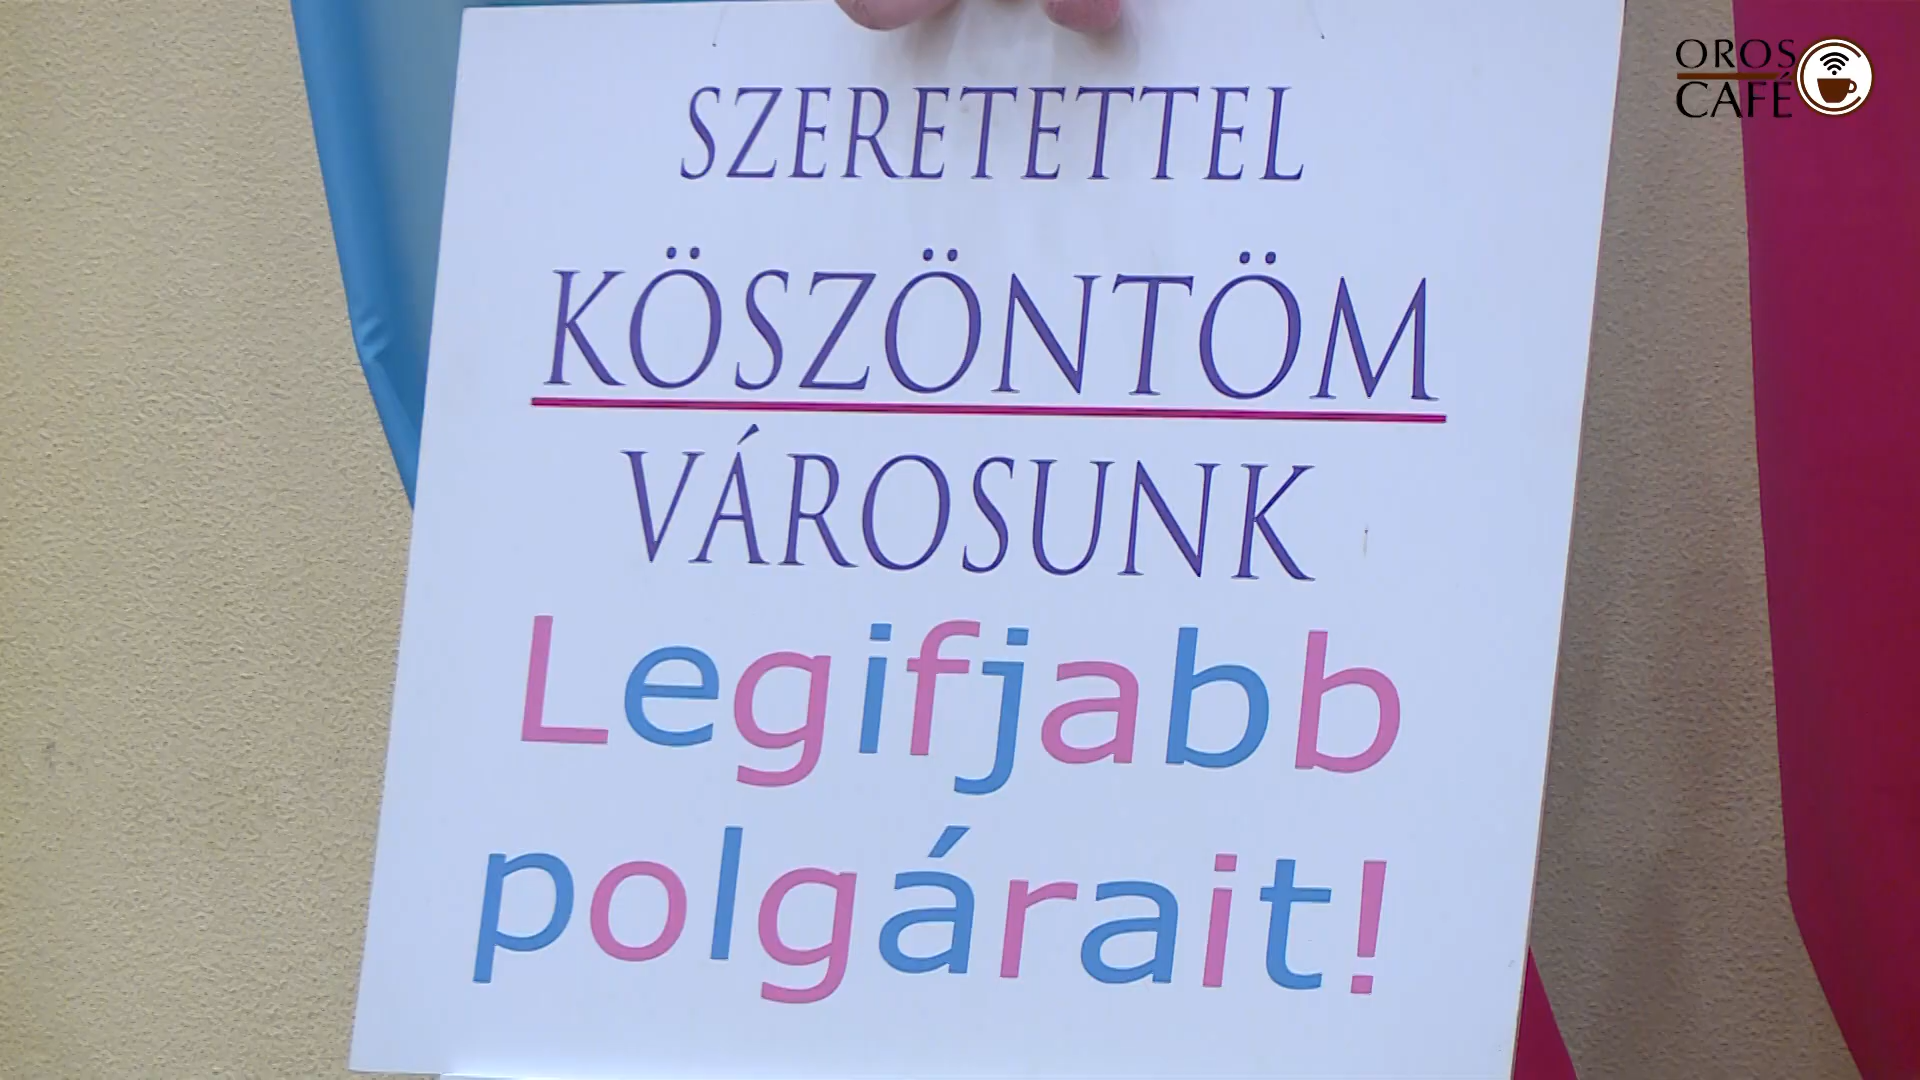 SZERETETTEL
KÖSZÖNTÖM
VÁROSUNK
Legifjabb
polgárait!
OROS
CAFÉ